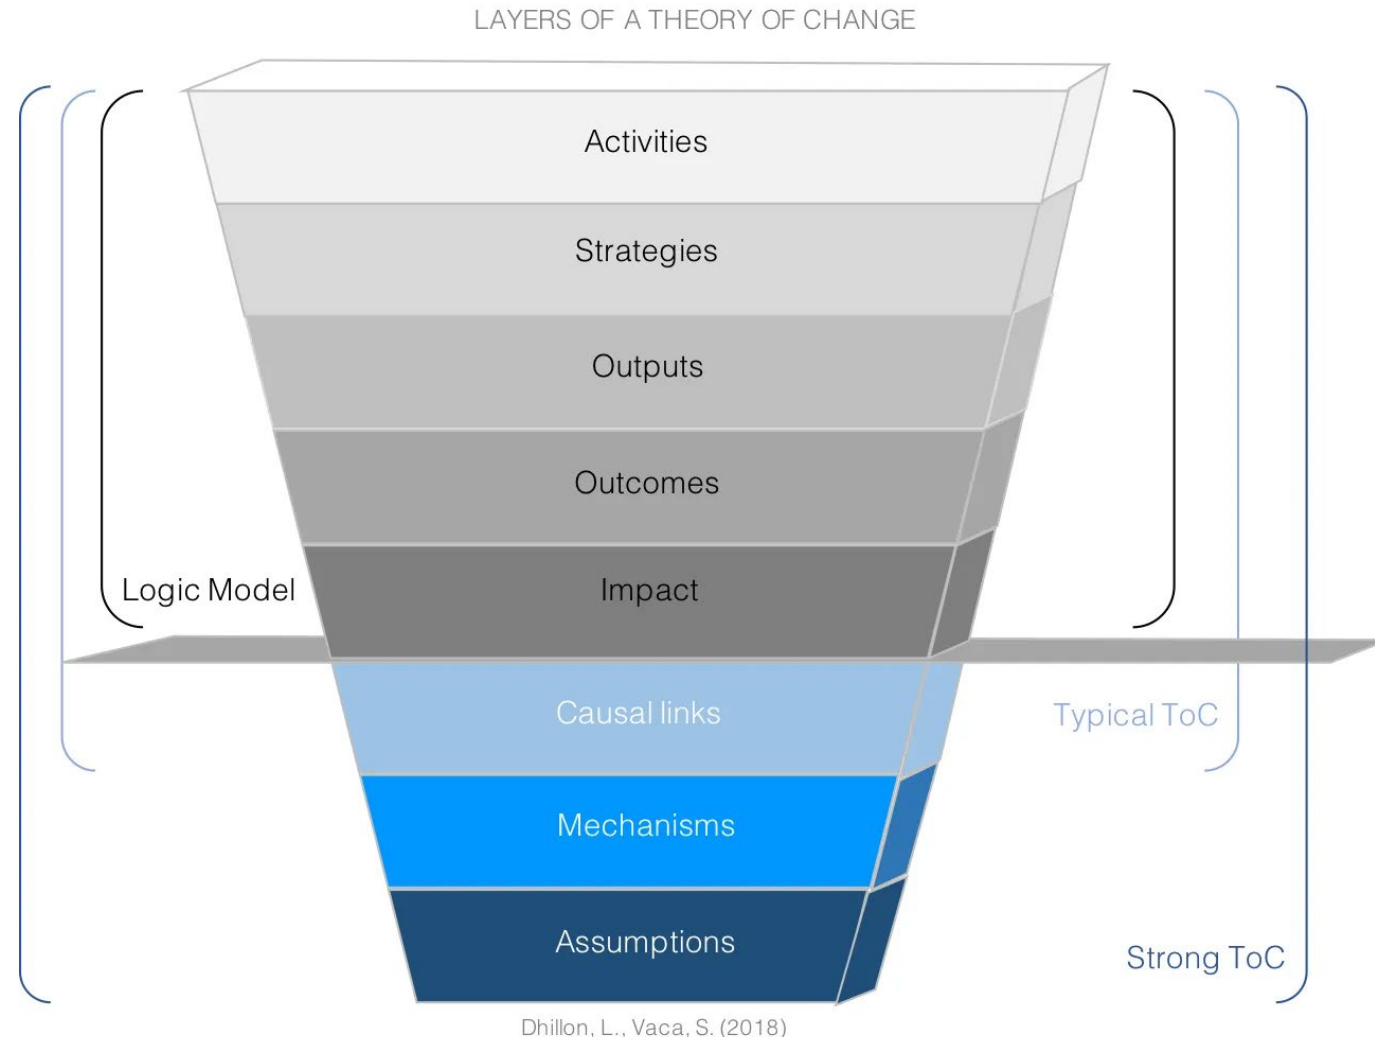 LAYERS OF A THEORY OF CHANGE
Activities
Strategies
Outputs
Outcomes
Logic Model
Impact
Causal links
Typical ToC
Mechanisms
Assumptions
Strong ToC
Dhillon, L., Vaca, S. (2018)